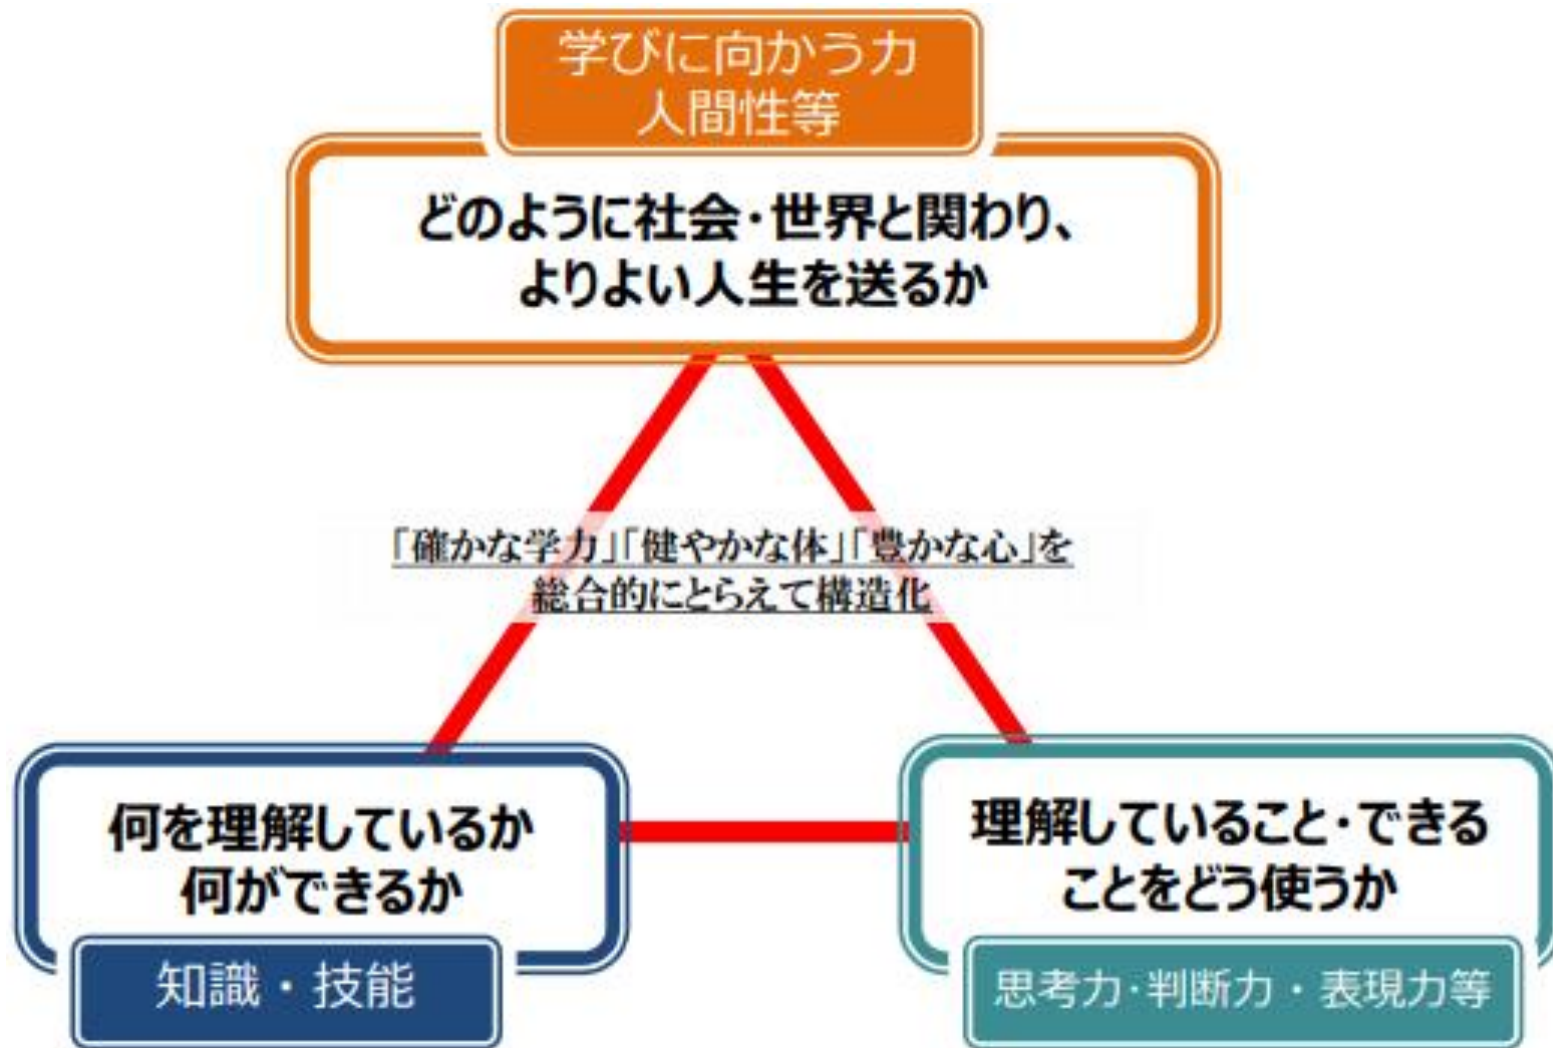 学びに向かう力
人間性等
どのように社会・世界と関わり、
よりよい人生を送るか
「確かな学力」「健やかな体」「豊かな心」を
総合的にとらえて構造化
何を理解しているか
何ができるか
知識・技能
理解していること・できる
ことをどう使うか
思考力・判断力・表現力等